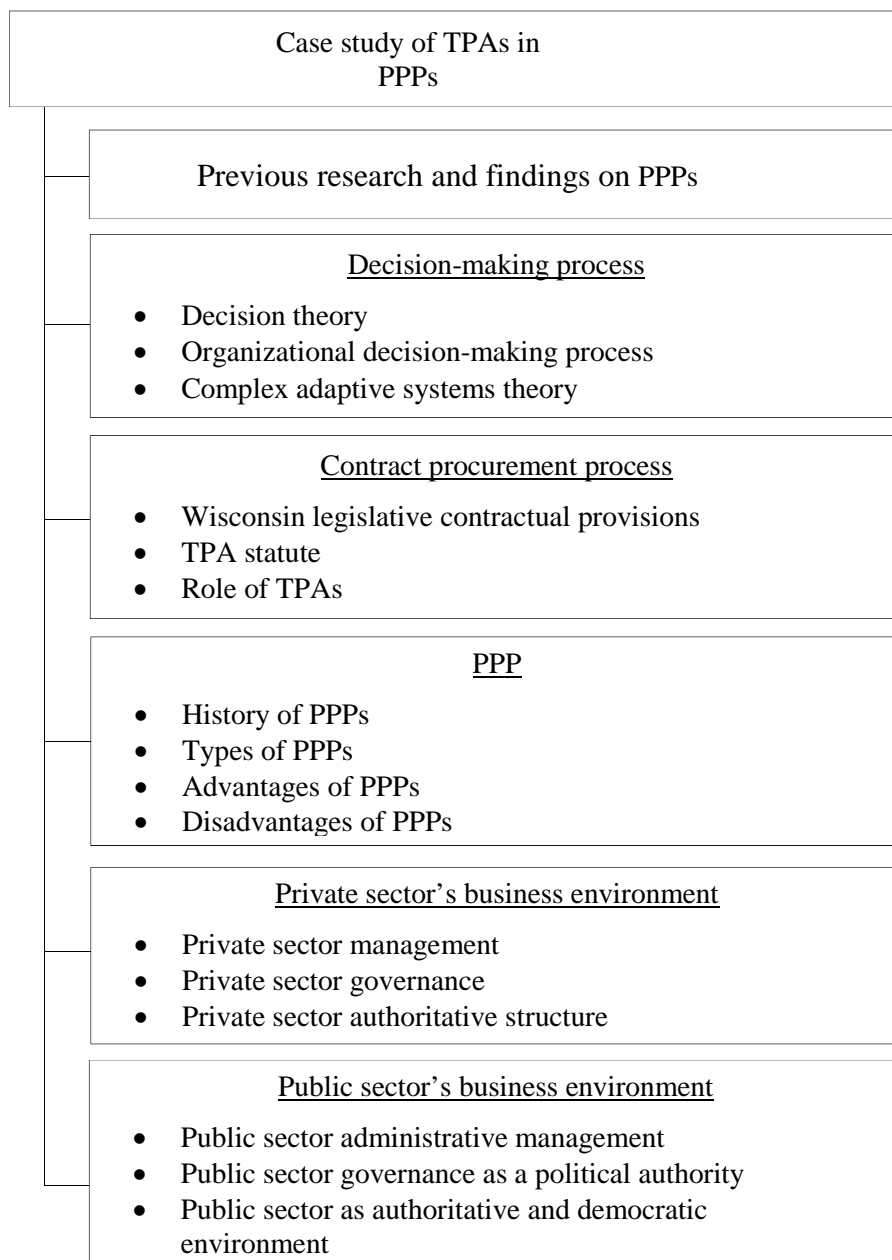 Case study of TPAs in
PPPs
Previous research and findings on PPPs
Decision-making process
• Decision theory
• Organizational decision-making process
• Complex adaptive systems theory
Contract procurement process
• Wisconsin legislative contractual provisions
• TPA statute
• Role of TPAs
PPP
• History of PPPs
• Types of PPPs
• Advantages of PPPs
• Disadvantages of PPPs
Private sector’s business environment
• Private sector management
• Private sector governance
• Private sector authoritative structure
Public sector’s business environment
• Public sector administrative management
• Public sector governance as a political authority
• Public sector as authoritative and democratic
environment